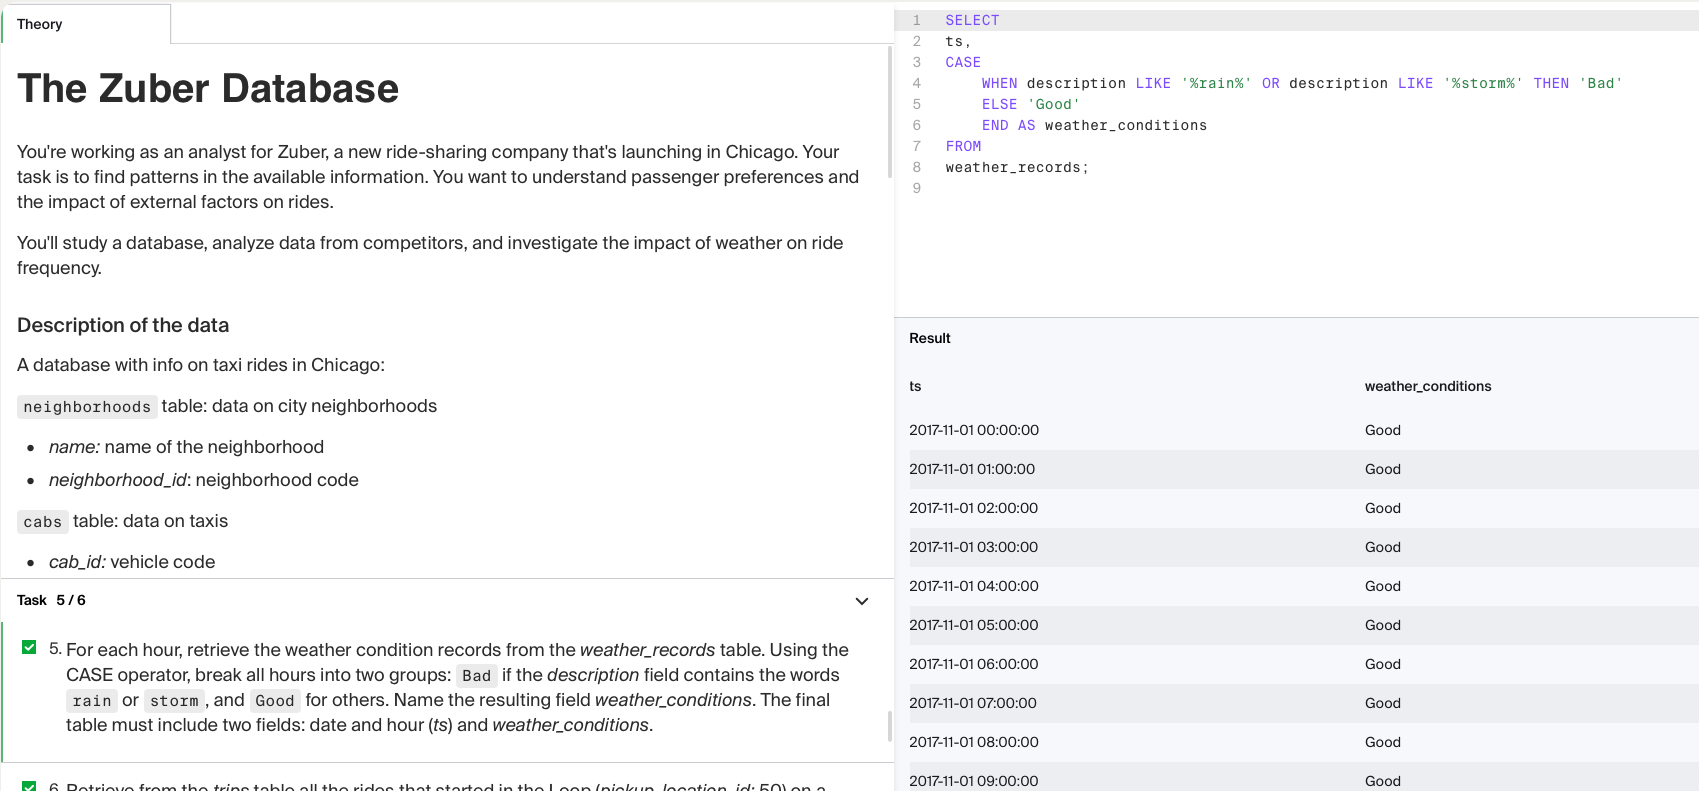 Theory
The Zuber Database
You're working as an analyst for Zuber, a new ride-sharing company that's launching in Chicago. Your
task is to find patterns in the available information. You want to understand passenger preferences and
the impact of external factors on rides.
You'll study a database, analyze data from competitors, and investigate the impact of weather on ride
frequency.
Description of the data
A database with info on taxi rides in Chicago:
neighborhoods table: data on city neighborhoods
• name: name of the neighborhood
• neighborhood_id: neighborhood code
cabs table: data on taxis
• cab_id: vehicle code
Task 5 / 6
5. For each hour, retrieve the weather condition records from the weather_records table. Using the
CASE operator, break all hours into two groups: Bad if the description field contains the words
rain or storm, and Good for others. Name the resulting field weather_conditions. The final
table must include two fields: date and hour (ts) and weather_conditions.
6. Retrieve from the trips table all the rides that started in the Loop (pickup_location_id: 50) on a
1 SELECT
2 ts,
3 CASE
4 WHEN description LIKE '%rain%' OR description LIKE '%storm%' THEN 'Bad'
5 ELSE 'Good'
6 END AS weather_conditions
7 FROM
8 weather_records;
9
Result
ts weather_conditions
2017-11-01 00:00:00 Good
2017-11-01 01:00:00 Good
2017-11-01 02:00:00 Good
2017-11-01 03:00:00 Good
2017-11-01 04:00:00 Good
2017-11-01 05:00:00 Good
2017-11-01 06:00:00 Good
2017-11-01 07:00:00 Good
2017-11-01 08:00:00 Good
2017-11-01 09:00:00 Good